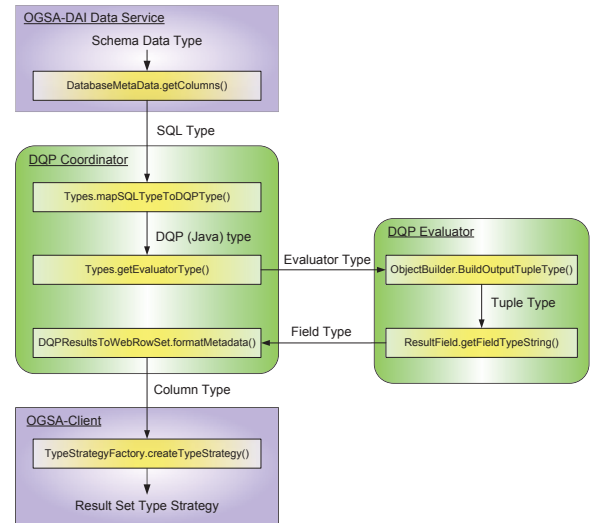 OGSA-DAI Data Service
Schema Data Type
DatabaseMetaData.getColumns()
SQL Type
DQP Coordinator
Types.mapSQLTypeToDQPType()
DQP (Java) type
Types.getEvaluatorType()
Evaluator Type
DQP Evaluator
ObjectBuilder.BuildOutputTupleType()
Tuple Type
ResultField.getFieldTypeString()
Field Type
DQPResultsToWebRowSet.formatMetadata()
Column Type
OGSA-Client
TypeStrategyFactory.createTypeStrategy()
Result Set Type Strategy